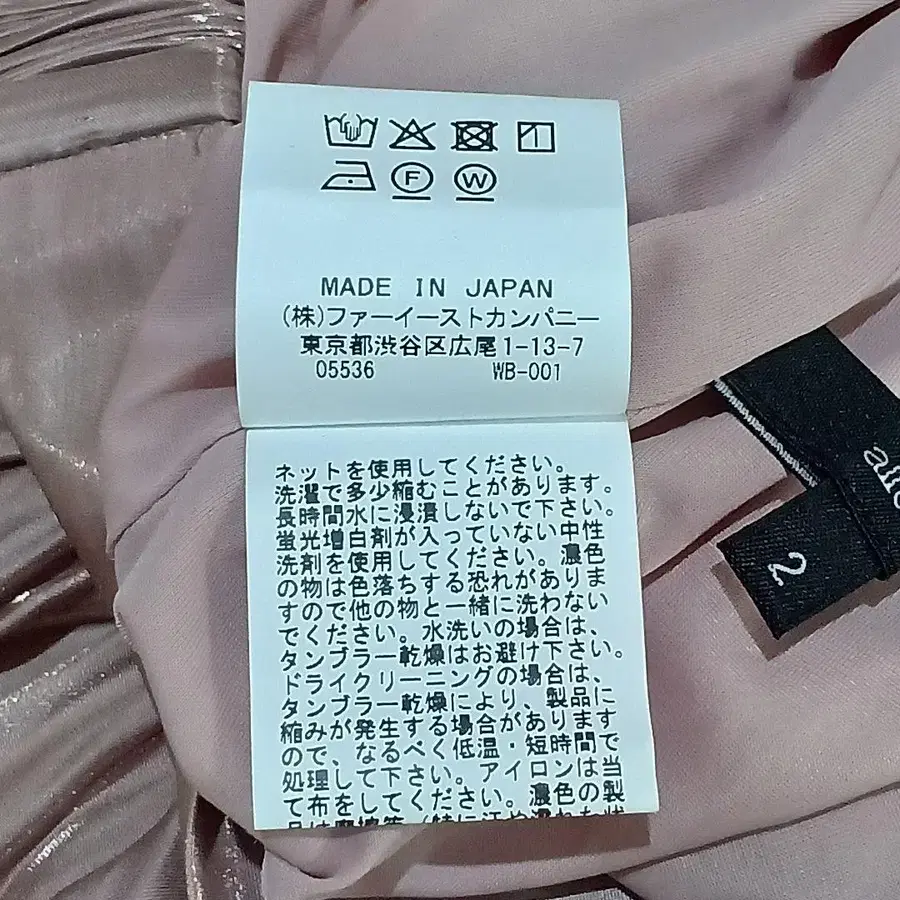 F W
MADE IN JAPAN
(株)ファーイーストカンパニー
東京都渋谷区広尾1-13-7
05536 WB-001
ネットを使用してください。
洗濯で多少縮むことがあります。
長時間水に浸漬しないで下さい。
蛍光増白剤が入っていない中性
洗剤を使用してください。濃色
の物は色落ちする恐れがありま
すので他の物と一緒に洗わない
でください。水洗いの場合は、
タンブラー乾燥はお避け下さい。
ドライクリーニングの場合は、
タンブラー乾燥により、製品に
縮みが発生する場合があります
ので、なるべく低温・短時間で
処理して下さい。アイロンは当
て布をしてください。濃色の製
2